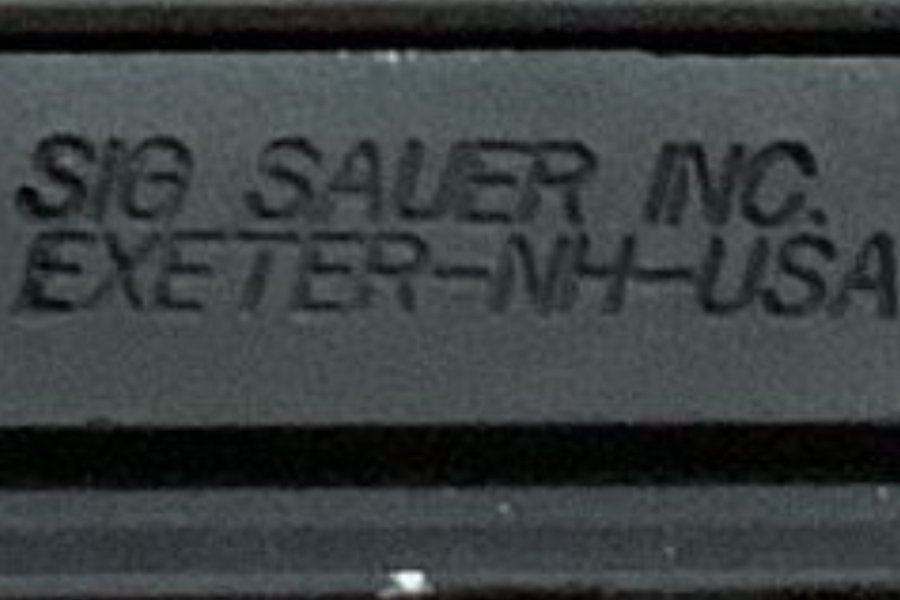 SIG SAUER INC.
EXETER-NH-USA